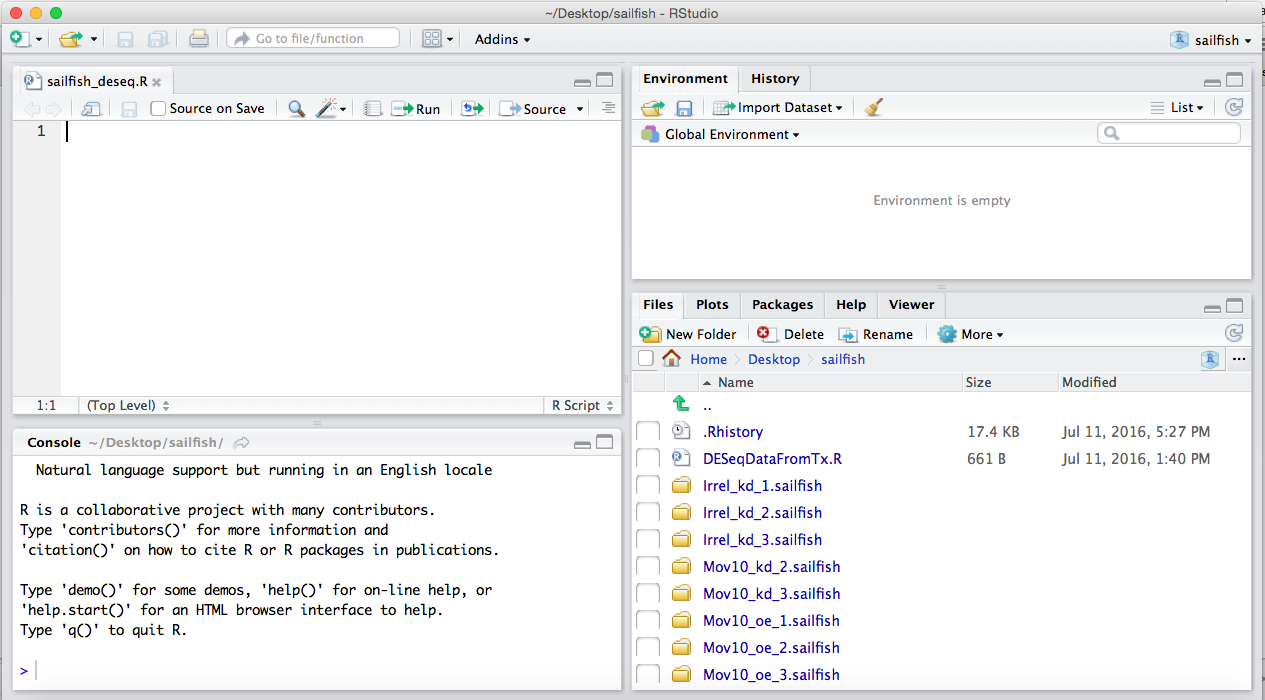 ~/Desktop/sailfish - RStudio
Go to file/function
Addins
sailfish
sailfish_deseq.R
Source on Save
Run
Source
1
1:1
(Top Level)
R Script
Console ~/Desktop/sailfish/
Natural language support but running in an English locale
R is a collaborative project with many contributors.
Type 'contributors()' for more information and
'citation()' on how to cite R or R packages in publications.
Type 'demo()' for some demos, 'help()' for on-line help, or
'help.start()' for an HTML browser interface to help.
Type 'q()' to quit R.
>
Environment History
Import Dataset
List
Global Environment
Environment is empty
Files Plots Packages Help Viewer
New Folder Delete Rename More
Home Desktop sailfish ...
Name Size Modified
..
.Rhistory 17.4 KB Jul 11, 2016, 5:27 PM
DESeqDataFromTx.R 661 B Jul 11, 2016, 1:40 PM
Irrel_kd_1.sailfish
Irrel_kd_2.sailfish
Irrel_kd_3.sailfish
Mov10_kd_2.sailfish
Mov10_kd_3.sailfish
Mov10_oe_1.sailfish
Mov10_oe_2.sailfish
Mov10_oe_3.sailfish